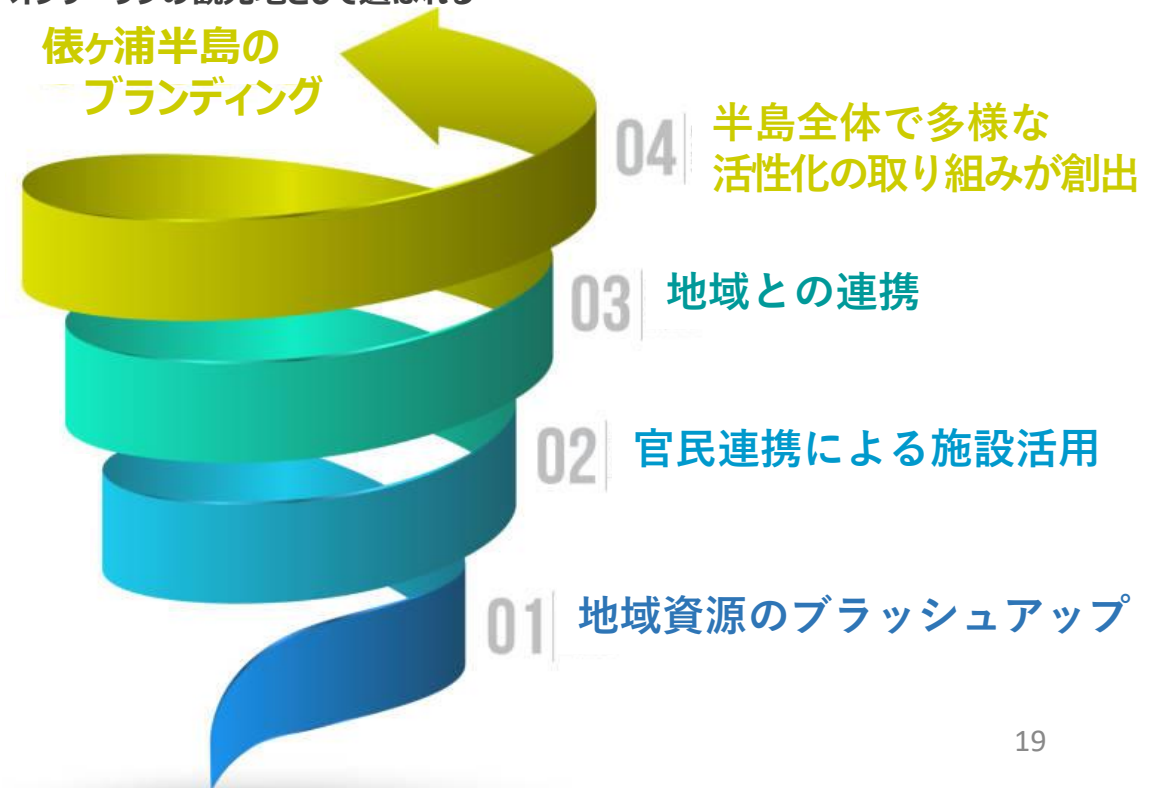 俵ヶ浦半島の
ブランディング
04
半島全体で多様な
活性化の取り組みが創出
03
地域との連携
02
官民連携による施設活用
01
地域資源のブラッシュアップ
19